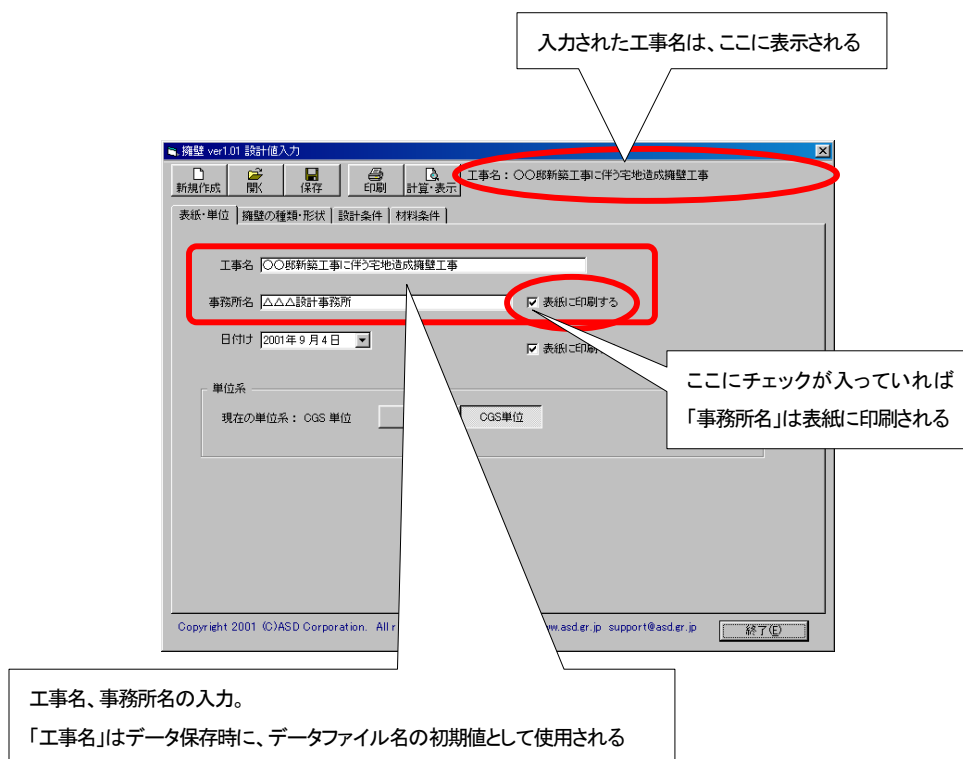 入力された工事名は、ここに表示される
擁壁 ver1.01 設計値入力
新規作成 開く 保存 印刷 計算・表示 工事名：〇〇邸新築工事に伴う宅地造成擁壁工事
表紙・単位 擁壁の種類・形状 設計条件 材料条件
工事名 〇〇邸新築工事に伴う宅地造成擁壁工事
事務所名 △△△設計事務所 表紙に印刷する
日付け 2001年 9 月 4 日 表紙に印刷
ここにチェックが入っていれば
「事務所名」は表紙に印刷される
単位系
現在の単位系： CGS 単位 CGS単位
Copyright 2001 (C)ASD Corporation. All r ww.asd.gr.jp support@asd.gr.jp 終了(E)
工事名、事務所名の入力。
「工事名」はデータ保存時に、データファイル名の初期値として使用される